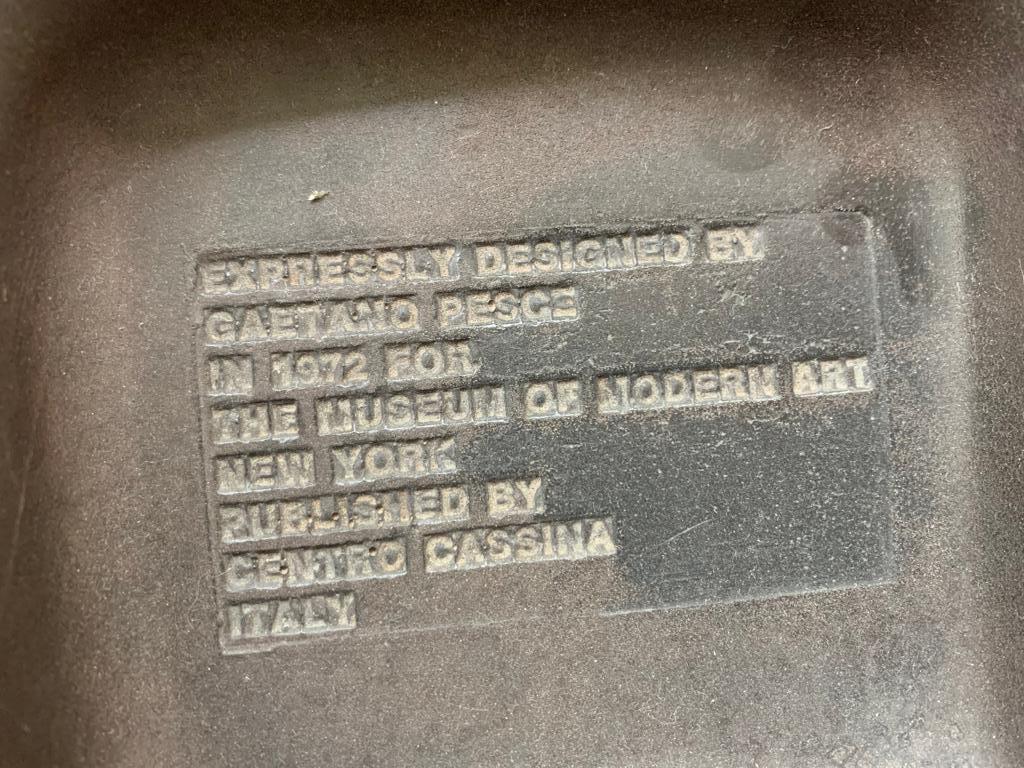 EXPRESSLY DESIGNED BY
GAETANO PESCE
IN 1972 FOR
THE MUSEUM OF MODERN ART
NEW YORK
PUBLISHED BY
CENTRO CASSINA
ITALY